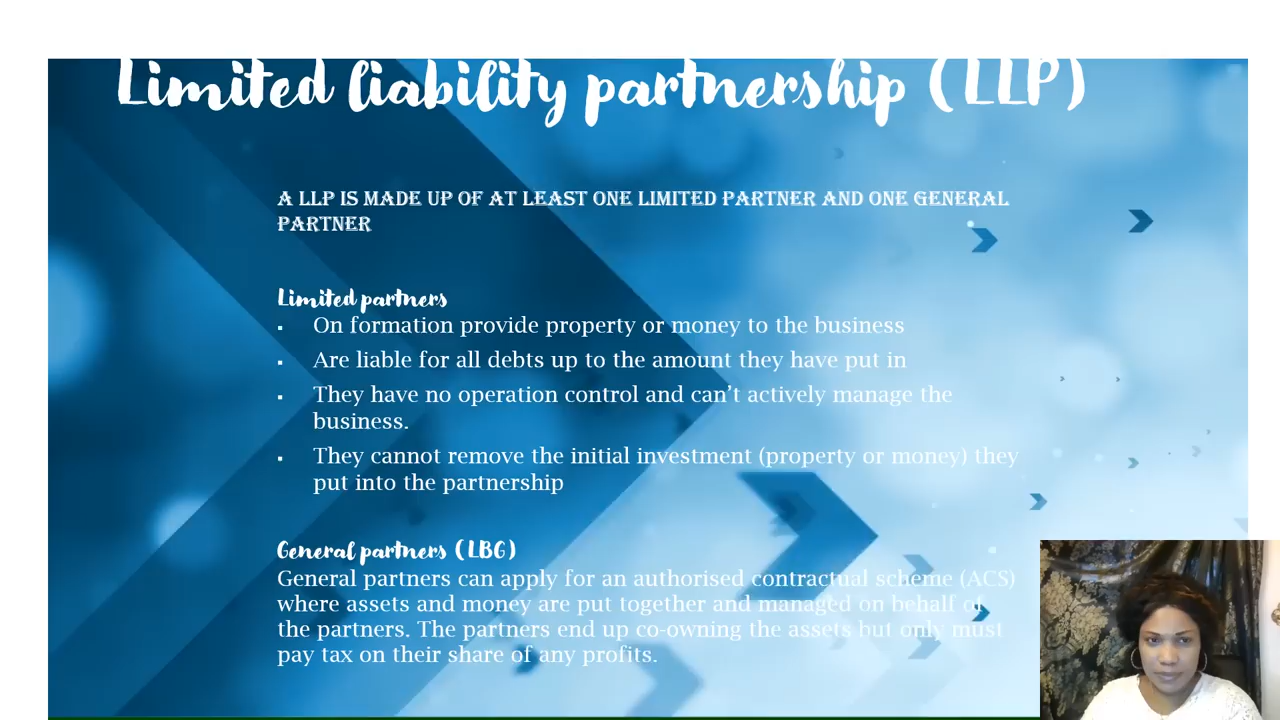 Limited liability partnership (LLP)
A LLP IS MADE UP OF AT LEAST ONE LIMITED PARTNER AND ONE GENERAL
PARTNER
Limited partners
▪ On formation provide property or money to the business
▪ Are liable for all debts up to the amount they have put in
▪ They have no operation control and can’t actively manage the
business.
▪ They cannot remove the initial investment (property or money) they
put into the partnership
General partners (LBG)
General partners can apply for an authorised contractual scheme (ACS)
where assets and money are put together and managed on behalf of
the partners. The partners end up co-owning the assets but only must
pay tax on their share of any profits.